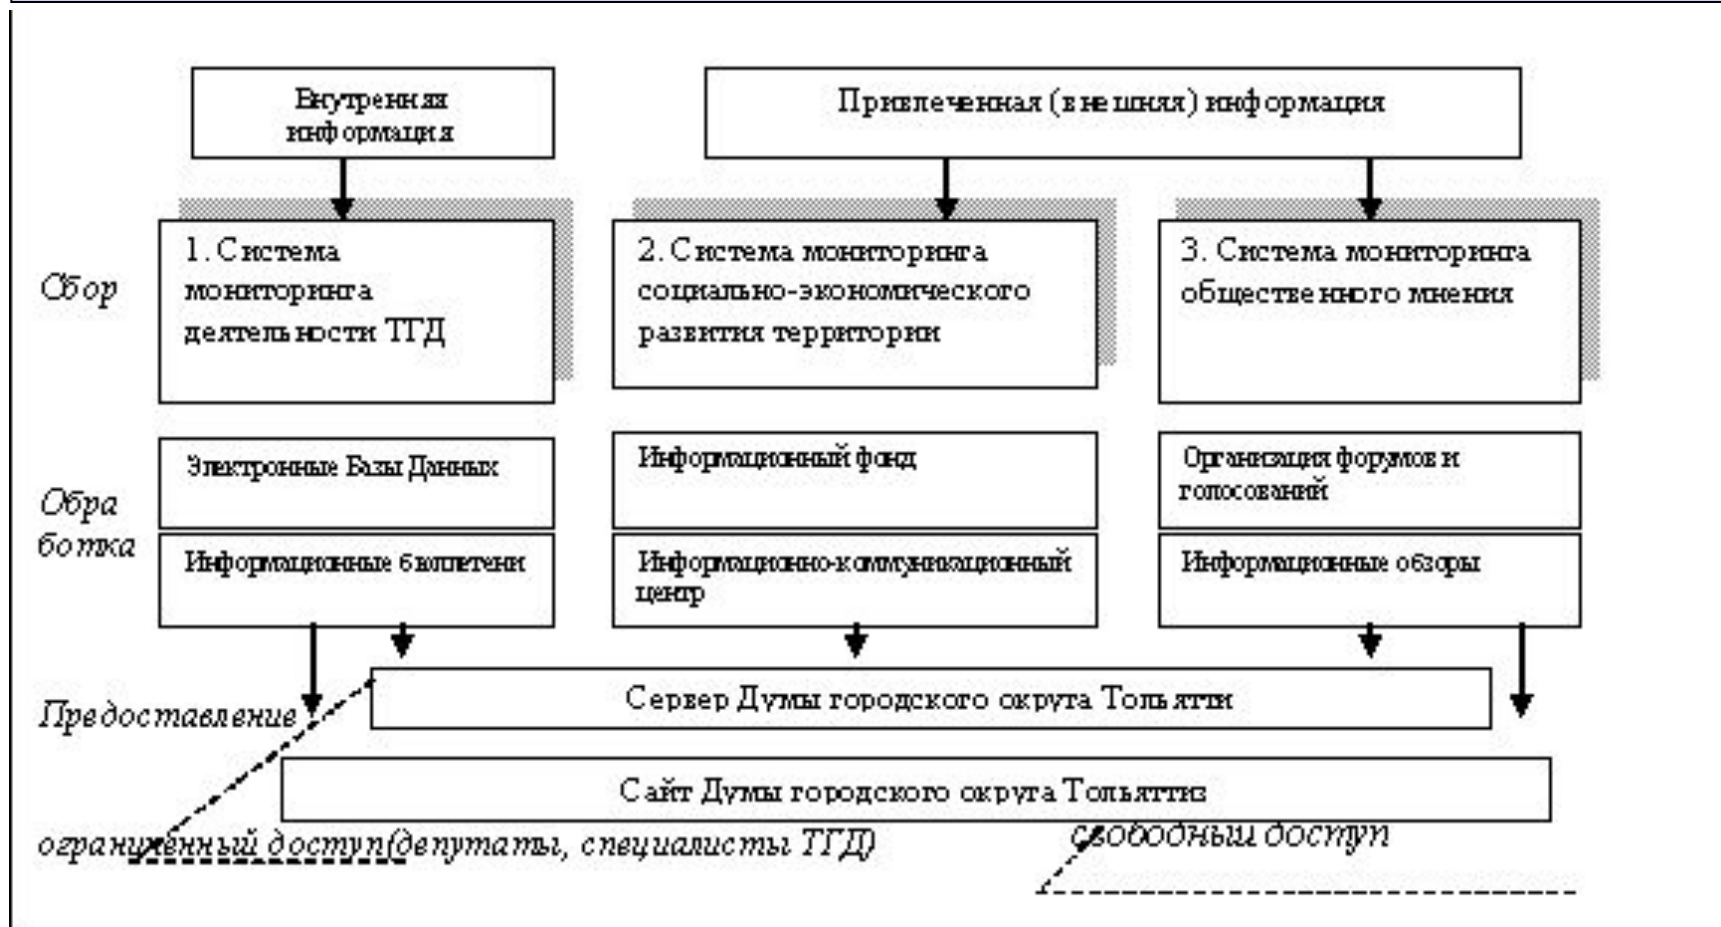 Внутренняя
информация
Привлеченная (внешняя) информация
Сбор
1. Система
мониторинга
деятельности ТГД
2. Система мониторинга
социально-экономического
развития территории
3. Система мониторинга
общественного мнения
Обра
ботка
Электронные Базы Данных
Информационный фонд
Организация форумов и
голосований
Информационные бюллетени
Информационно-коммуникационный
центр
Информационные обзоры
Предоставление
Сервер Думы городского округа Тольятти
Сайт Думы городского округа Тольяттиз
ограниченный доступ(депутаты, специалисты ТГД)
свободный доступ